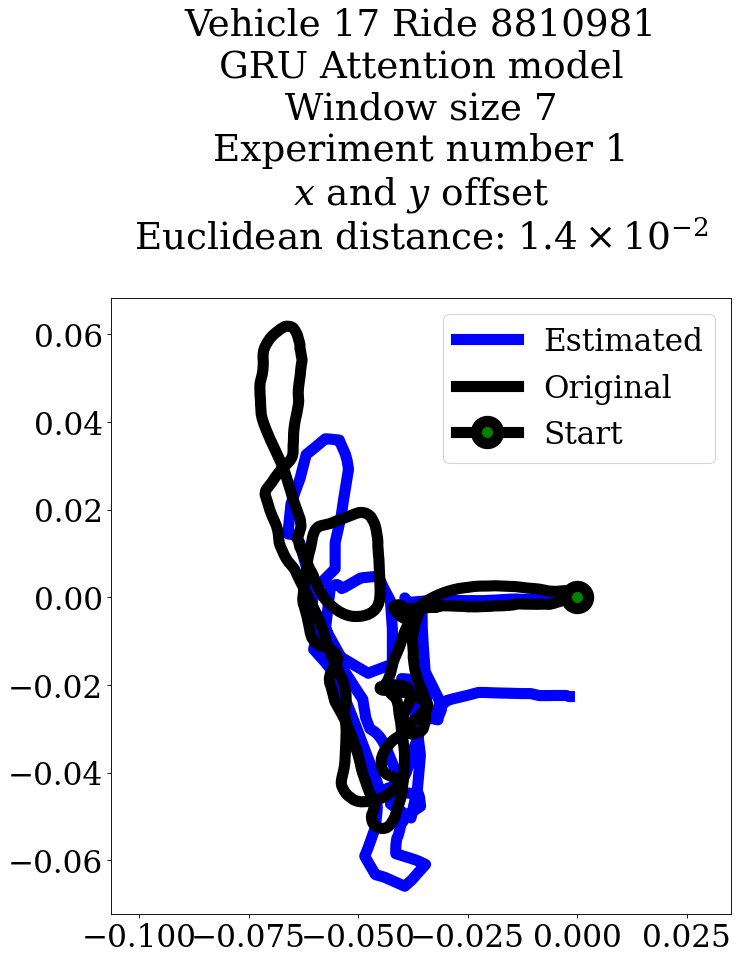 Vehicle 17 Ride 8810981
GRU Attention model
Window size 7
Experiment number 1
x and y offset
Euclidean distance: 1.4 × 10⁻²
Estimated
Original
Start
0.06
0.04
0.02
0.00
−0.02
−0.04
−0.06
−0.100 −0.075 −0.050 −0.025 0.000 0.025